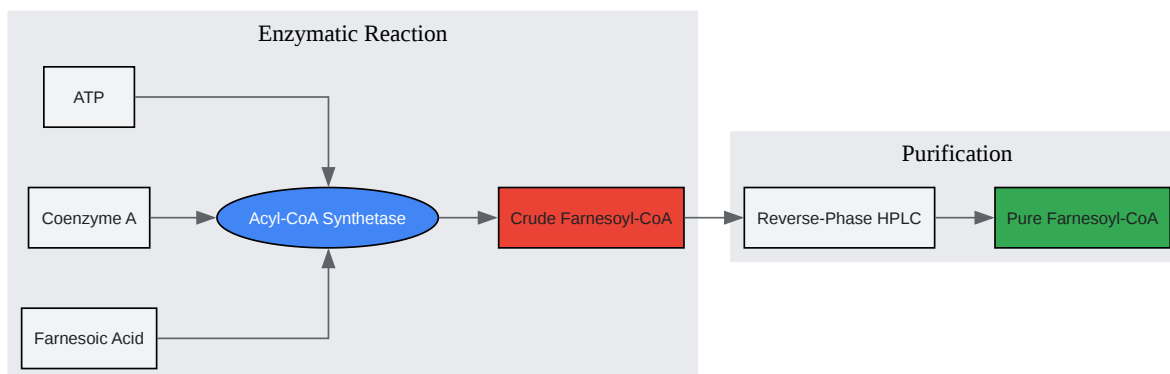 Enzymatic Reaction
ATP
Coenzyme A
Acyl-CoA Synthetase
Crude Farnesoyl-CoA
Farnesoic Acid
Purification
Reverse-Phase HPLC
Pure Farnesoyl-CoA